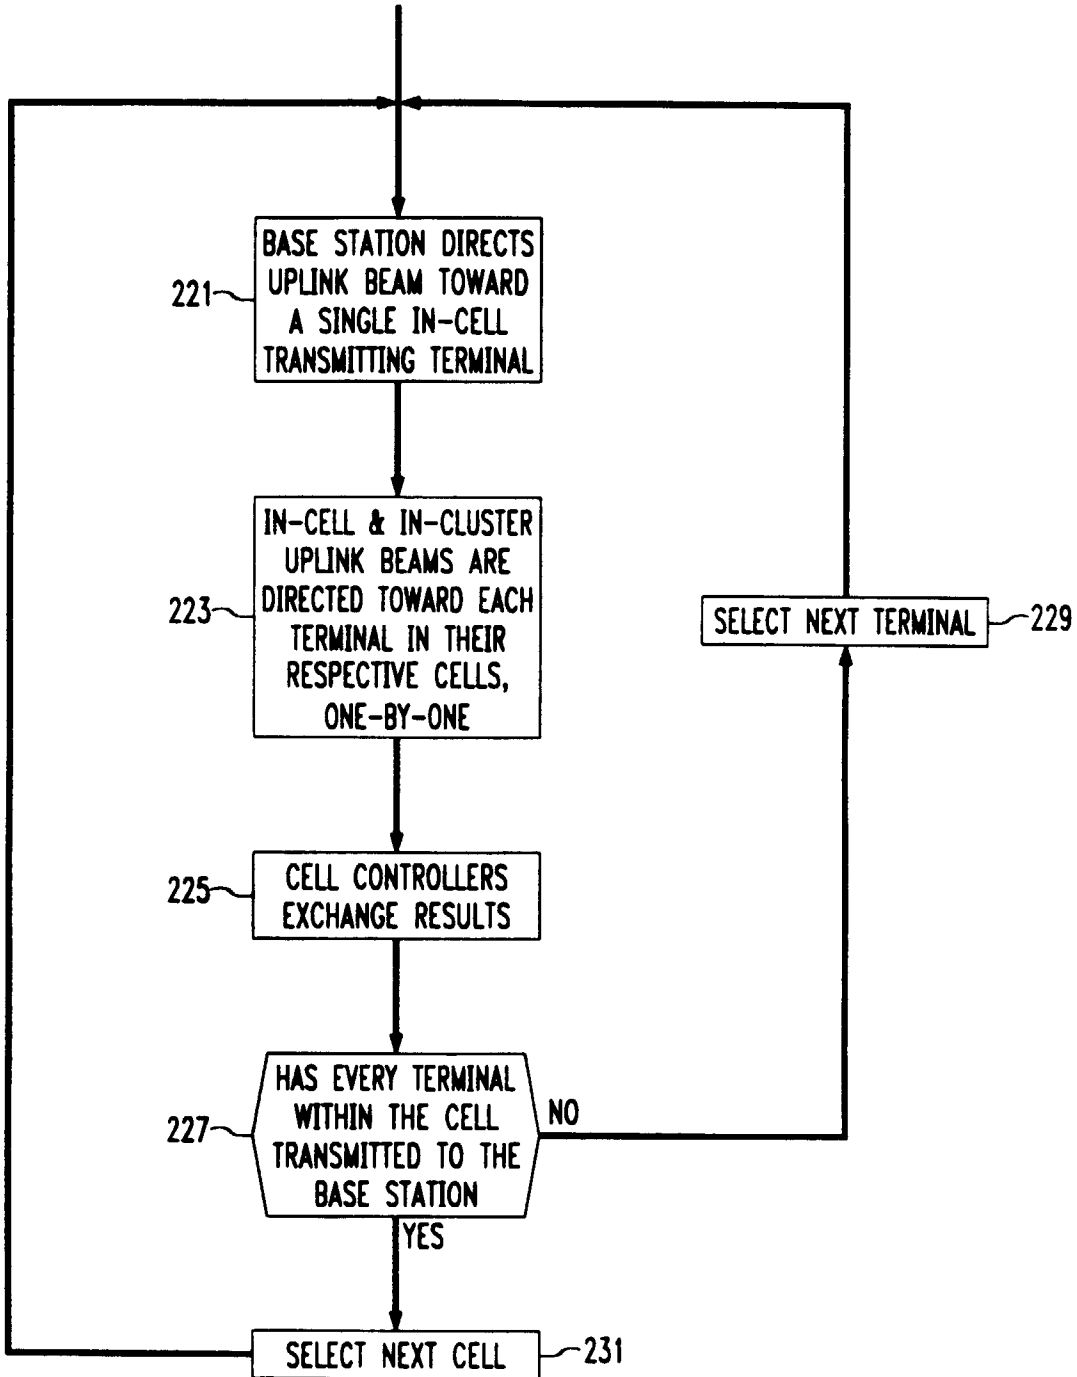 BASE STATION DIRECTS
UPLINK BEAM TOWARD
A SINGLE IN-CELL
TRANSMITTING TERMINAL
221
IN-CELL & IN-CLUSTER
UPLINK BEAMS ARE
DIRECTED TOWARD EACH
TERMINAL IN THEIR
RESPECTIVE CELLS,
ONE-BY-ONE
223
SELECT NEXT TERMINAL
229
CELL CONTROLLERS
EXCHANGE RESULTS
225
HAS EVERY TERMINAL
WITHIN THE CELL
TRANSMITTED TO THE
BASE STATION
227
NO
YES
SELECT NEXT CELL
231